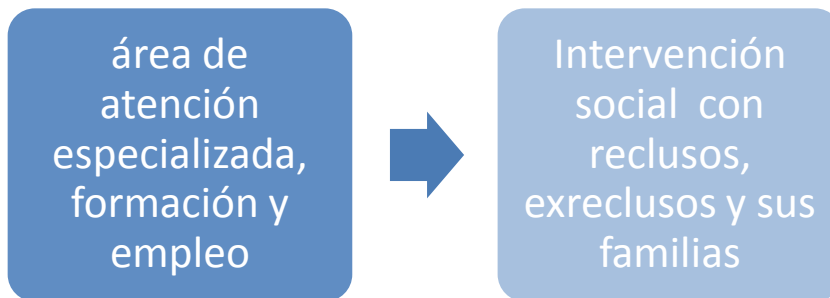 área de
atención
especializada,
formación y
empleo
Intervención
social con
reclusos,
exreclusos y sus
familias